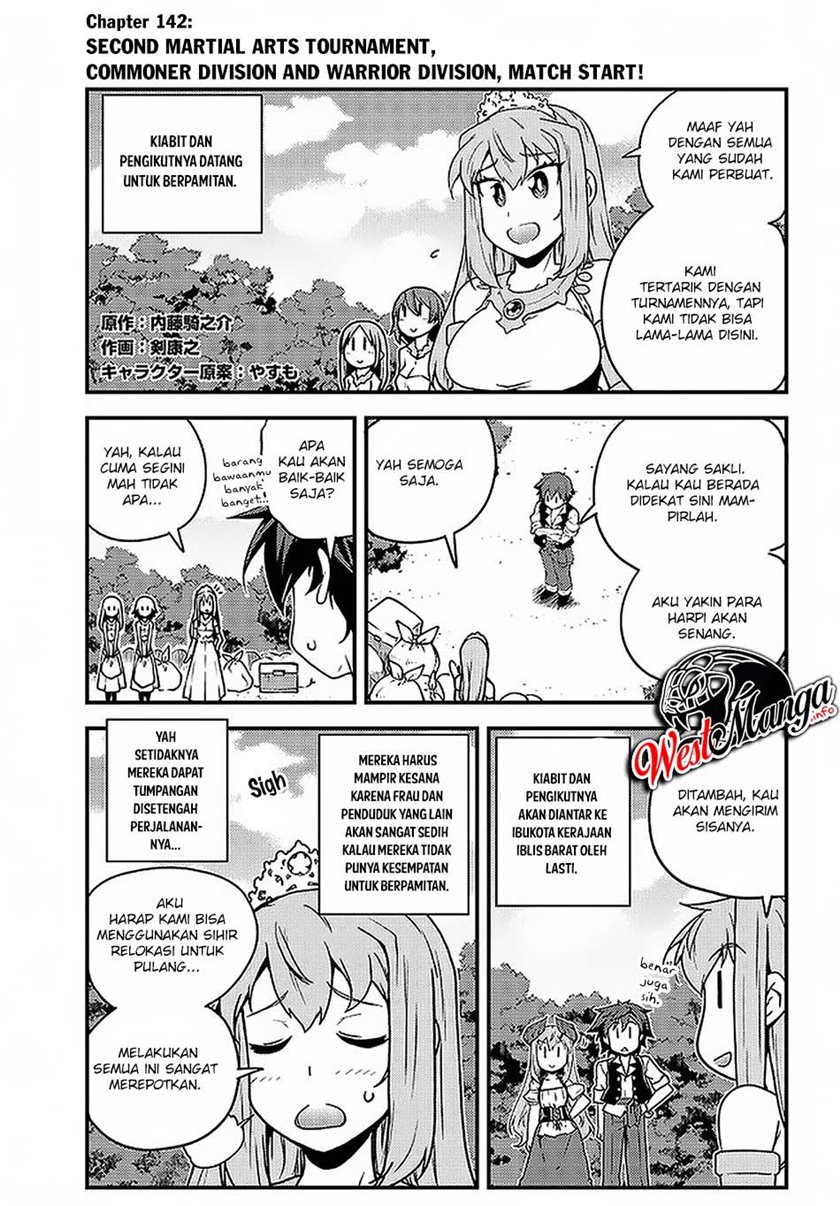 Chapter 142:
SECOND MARTIAL ARTS TOURNAMENT,
COMMONER DIVISION AND WARRIOR DIVISION, MATCH START!
MAAF YAH
DENGAN SEMUA
YANG SUDAH
KAMI PERBUAT.
KAMI
TERTARIK DENGAN
TURNAMENNYA, TAPI
KAMI TIDAK BISA
LAMA-LAMA DISINI.
KIABIT DAN
PENGIKUTNYA DATANG
UNTUK BERPAMITAN.
原作：内藤騎之介
作画：剣康之
キャラクター原案：やすも
SAYANG SAKLI.
KALAU KAU BERADA
DIDEKAT SINI MAM-
PIRLAH.
AKU YAKIN PARA
HARPI AKAN
SENANG.
YAH SEMOGA
SAJA.
APA
KAU AKAN
BAIK-BAIK
SAJA?
barang
bawaanmu
banyak
banget...
YAH, KALAU
CUMA SEGINI
MAH TIDAK
APA...
WestManga
.info
DITAMBAH, KAU
AKAN MENGIRIM
SISANYA.
benar
juga
sih.
KIABIT DAN
PENGIKUTNYA
AKAN DIANTAR KE
IBUKOTA KERAJAAN
IBLIS BARAT OLEH
LASTI.
MEREKA HARUS
MAMPIR KESANA
KARENA FRAU DAN
PENDUDUK YANG LAIN
AKAN SANGAT SEDIH
KALAU MEREKA TIDAK
PUNYA KESEMPATAN
UNTUK BERPAMITAN.
Sigh
YAH
SETIDAKNYA
MEREKA DAPAT
TUMPANGAN
DISETENGAH
PERJALANAN-
NYA...
AKU
HARAP KAMI BISA
MENGGUNAKAN SIHIR
RELOKASI UNTUK
PULANG...
MELAKUKAN
SEMUA INI SANGAT
MEREPOTKAN.